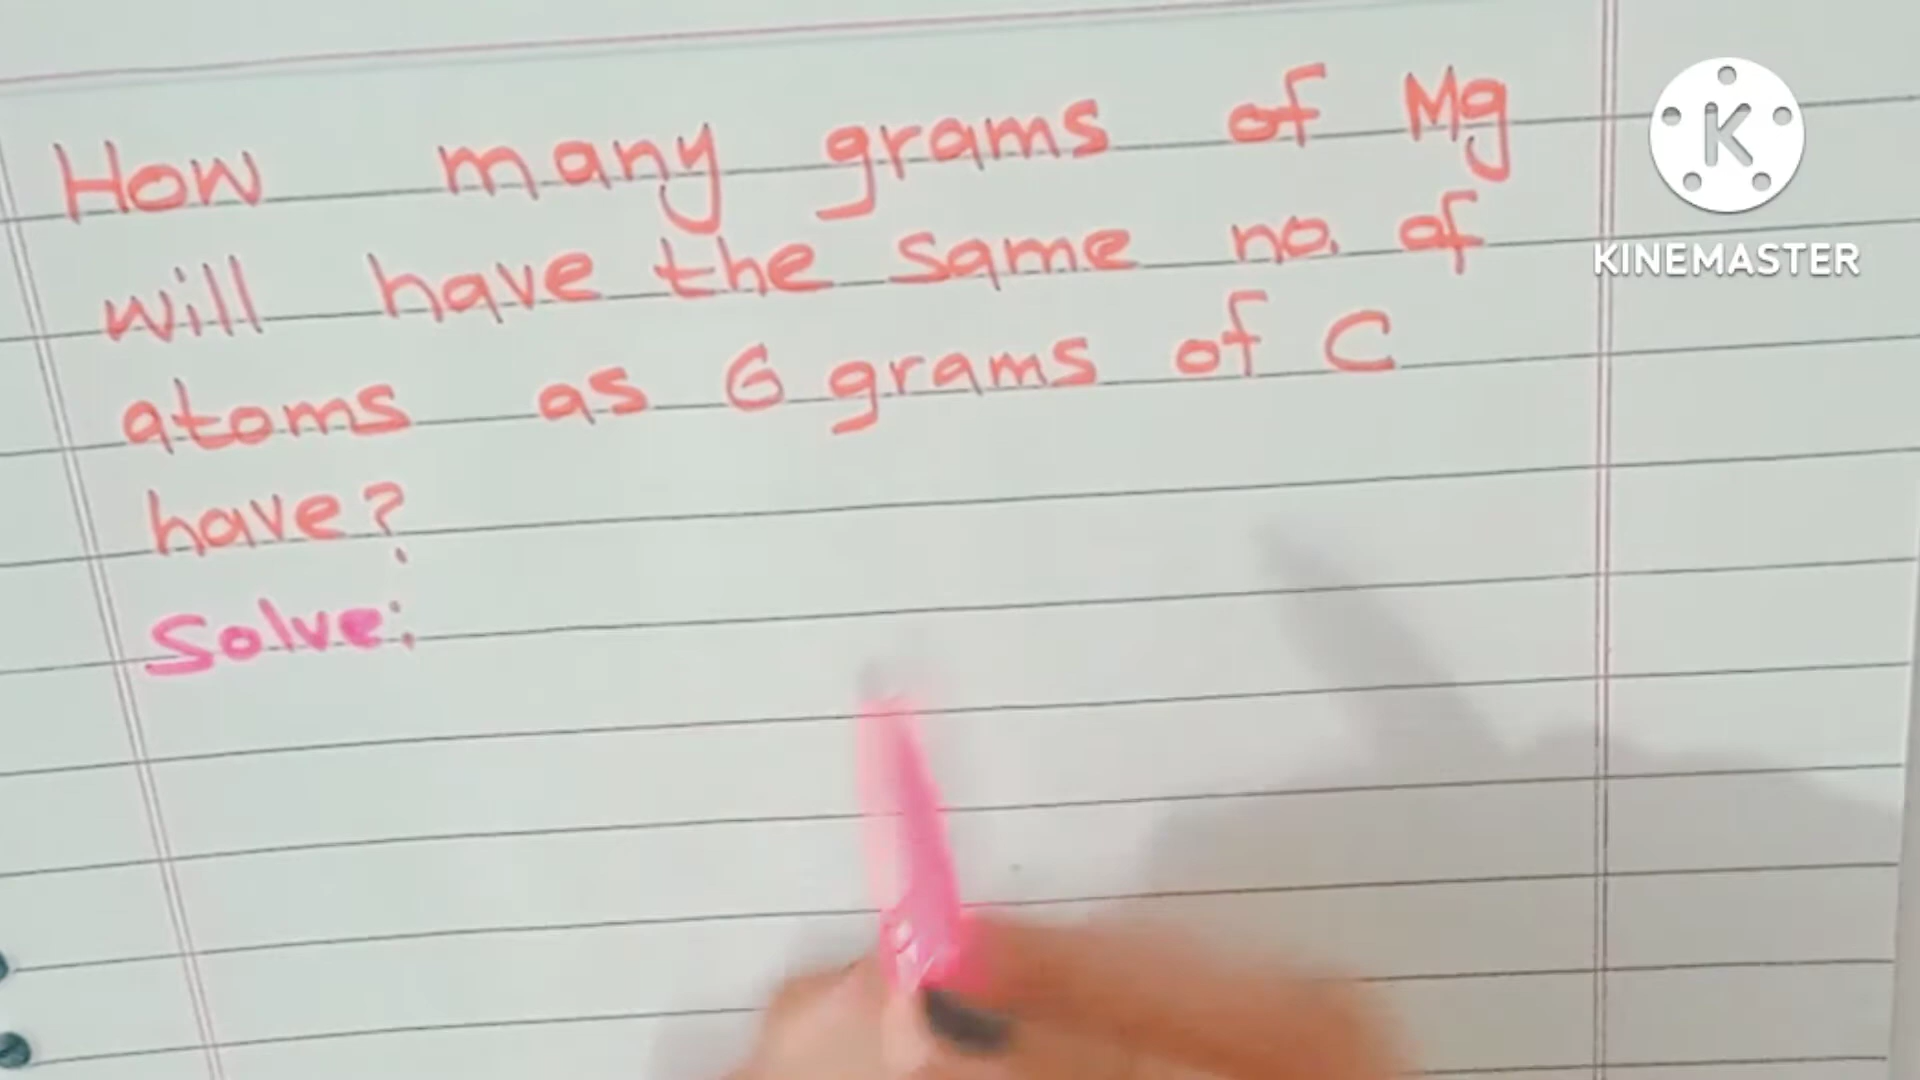 How many grams of Mg
will have the same no. of
atoms as 6 grams of C
have?
Solve:
K
KINEMASTER